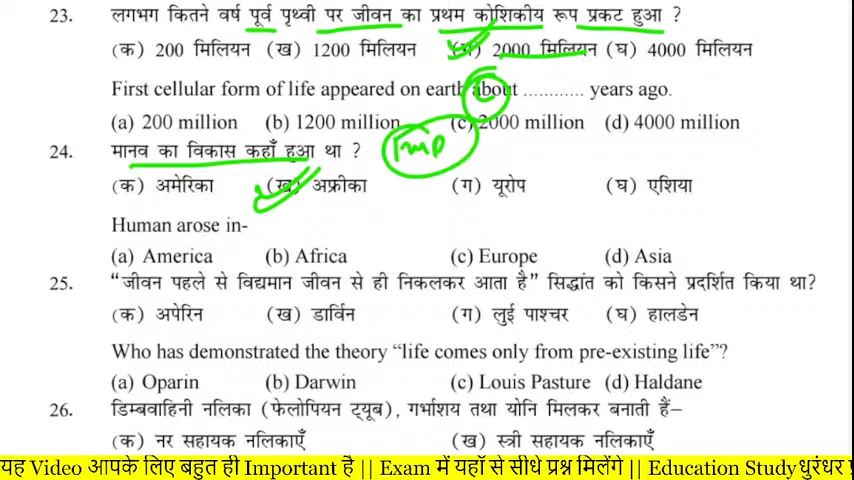 23. लगभग कितने वर्ष पूर्व पृथ्वी पर जीवन का प्रथम कोशिकीय रूप प्रकट हुआ ?
(क) 200 मिलियन (ख) 1200 मिलियन (ग) 2000 मिलियन (घ) 4000 मिलियन
First cellular form of life appeared on earth about ............ years ago.
(a) 200 million (b) 1200 million (c) 2000 million (d) 4000 million
24. मानव का विकास कहाँ हुआ था ?
Imp
(क) अमेरिका (ख) अफ्रीका (ग) यूरोप (घ) एशिया
Human arose in-
(a) America (b) Africa (c) Europe (d) Asia
25. “जीवन पहले से विद्यमान जीवन से ही निकलकर आता है” सिद्धांत को किसने प्रदर्शित किया था?
(क) अपेरिन (ख) डार्विन (ग) लुई पाश्चर (घ) हालडेन
Who has demonstrated the theory “life comes only from pre-existing life”?
(a) Oparin (b) Darwin (c) Louis Pasture (d) Haldane
26. डिम्बवाहिनी नलिका (फेलोपियन ट्यूब), गर्भाशय तथा योनि मिलकर बनाती हैं–
(क) नर सहायक नलिकाएँ (ख) स्त्री सहायक नलिकाएँ
यह Video आपके लिए बहुत ही Important है || Exam में यहाॅ से सीधे प्रश्न मिलेंगे || Education Study धुरंधर